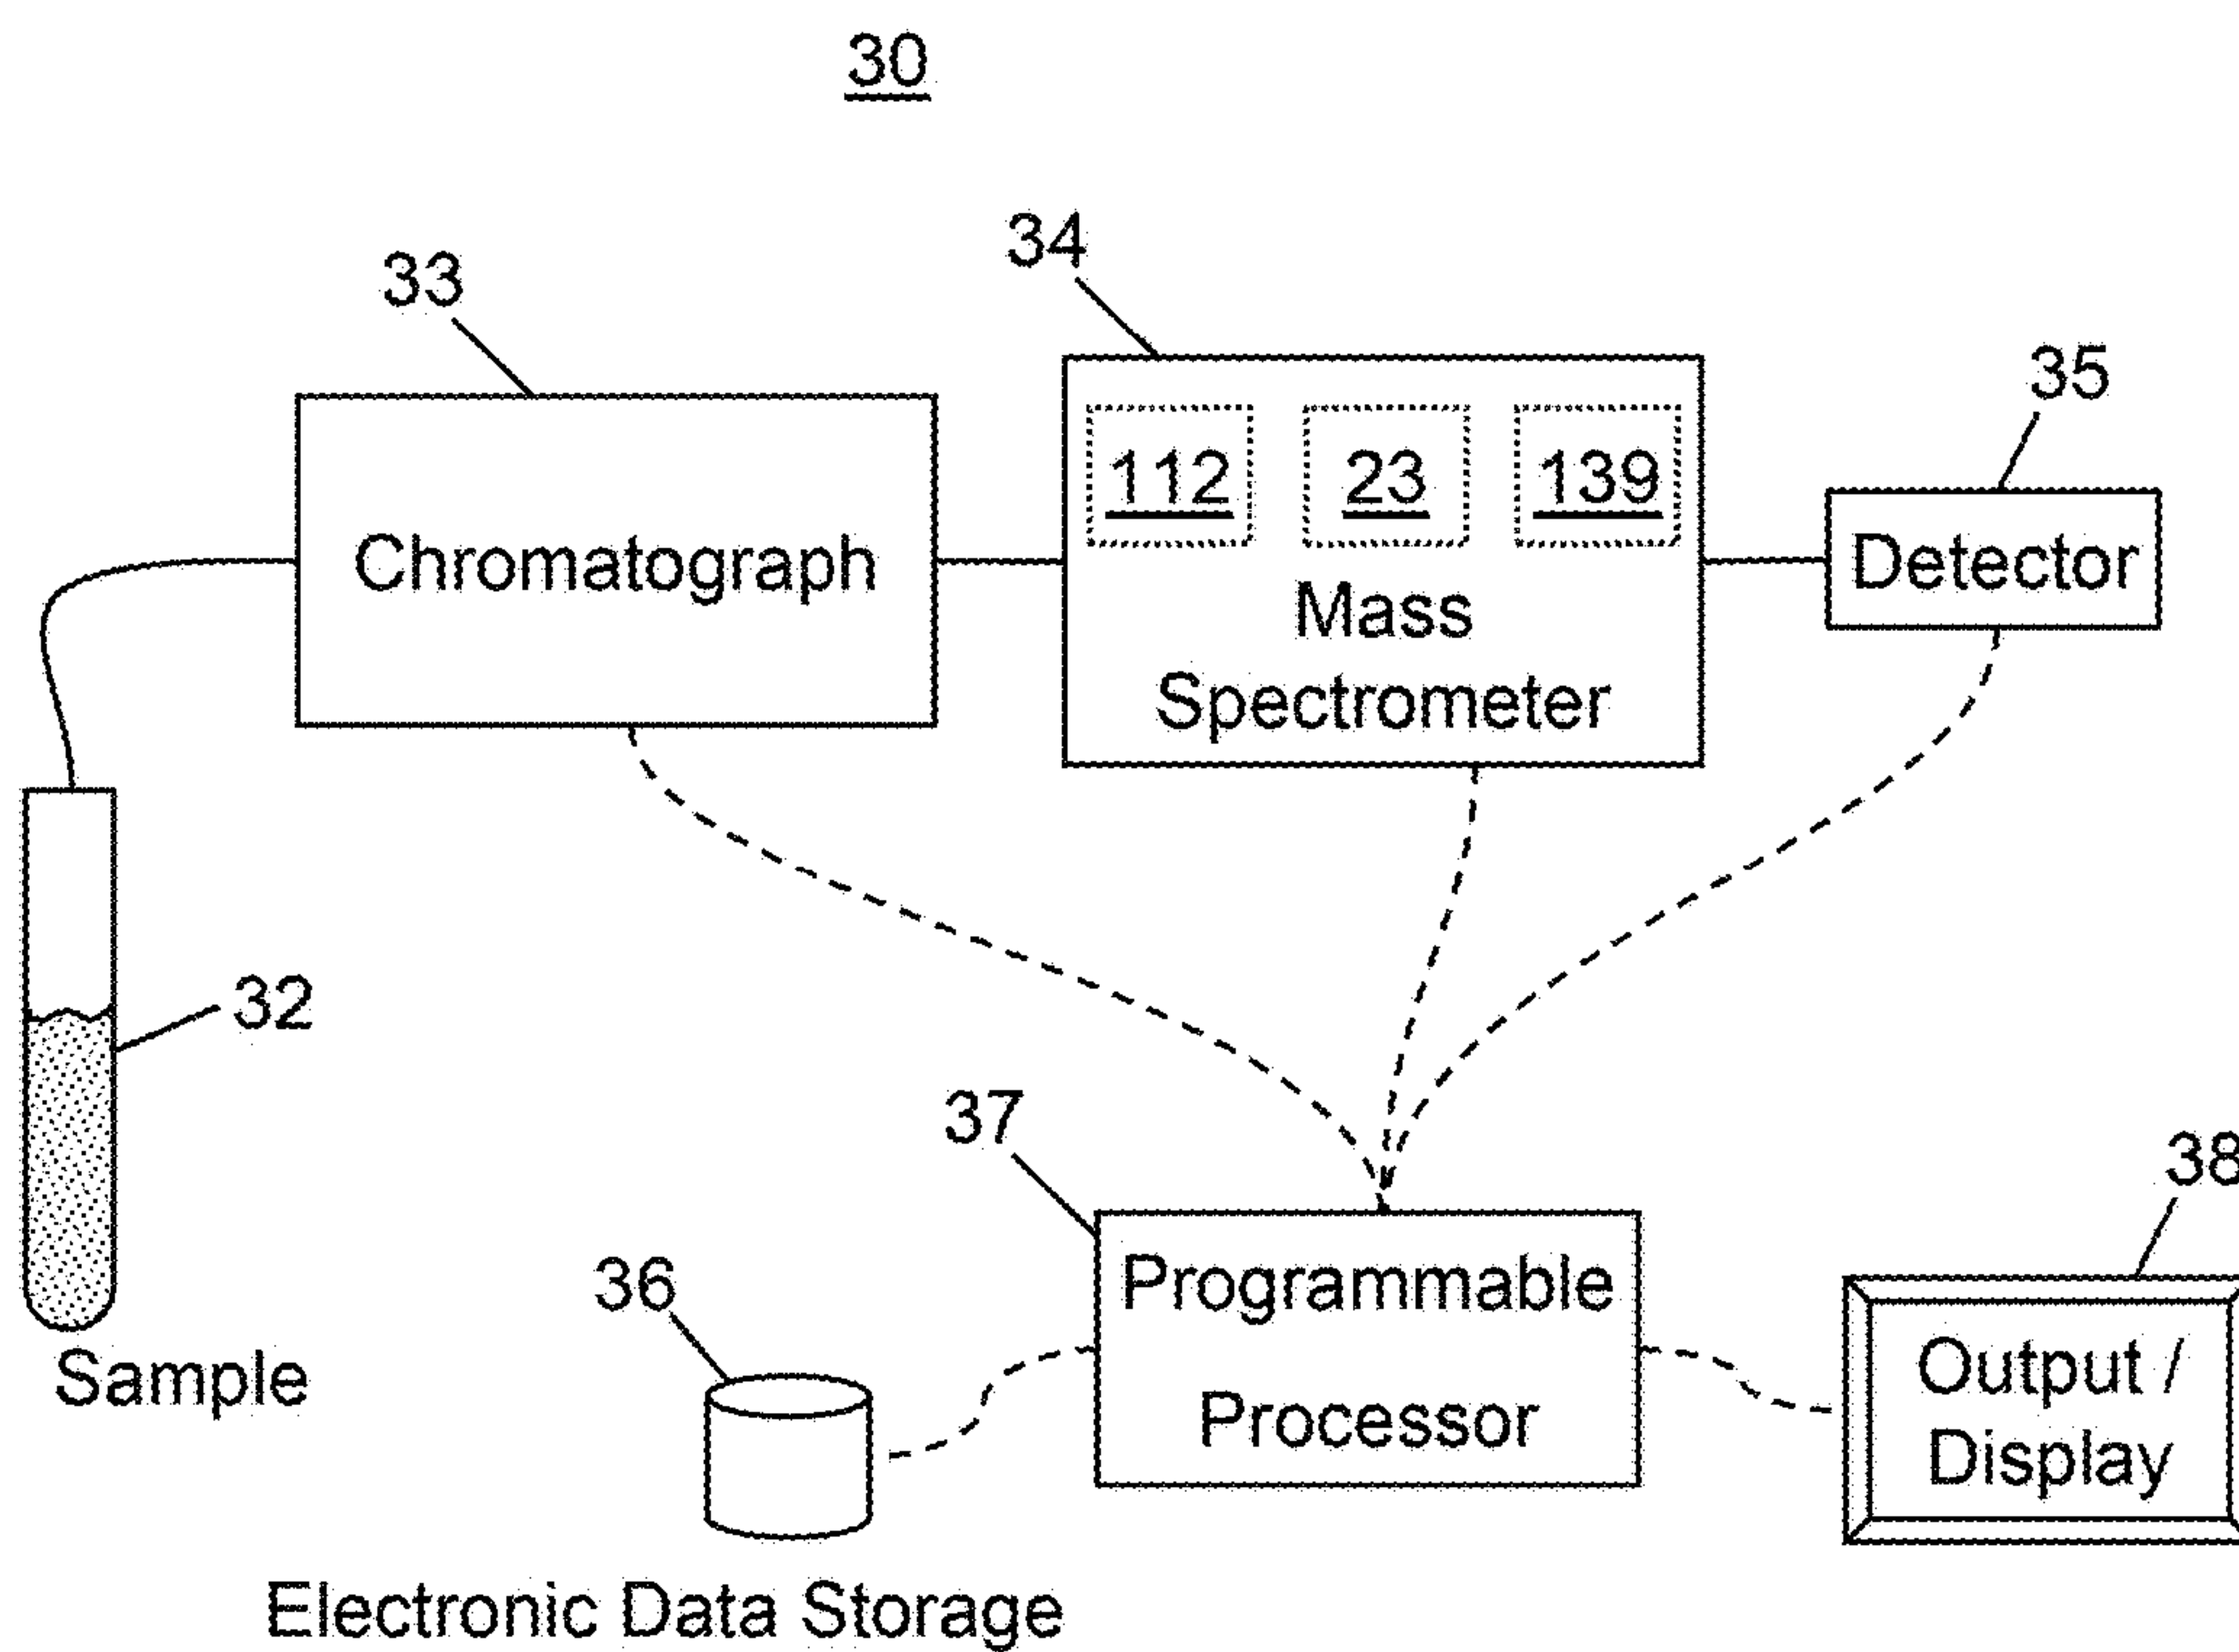 30
34
33
35
112 23 139
Chromatograph
Detector
Mass
Spectrometer
32
37
38
36
Programmable
Processor
Sample
Output /
Display
Electronic Data Storage